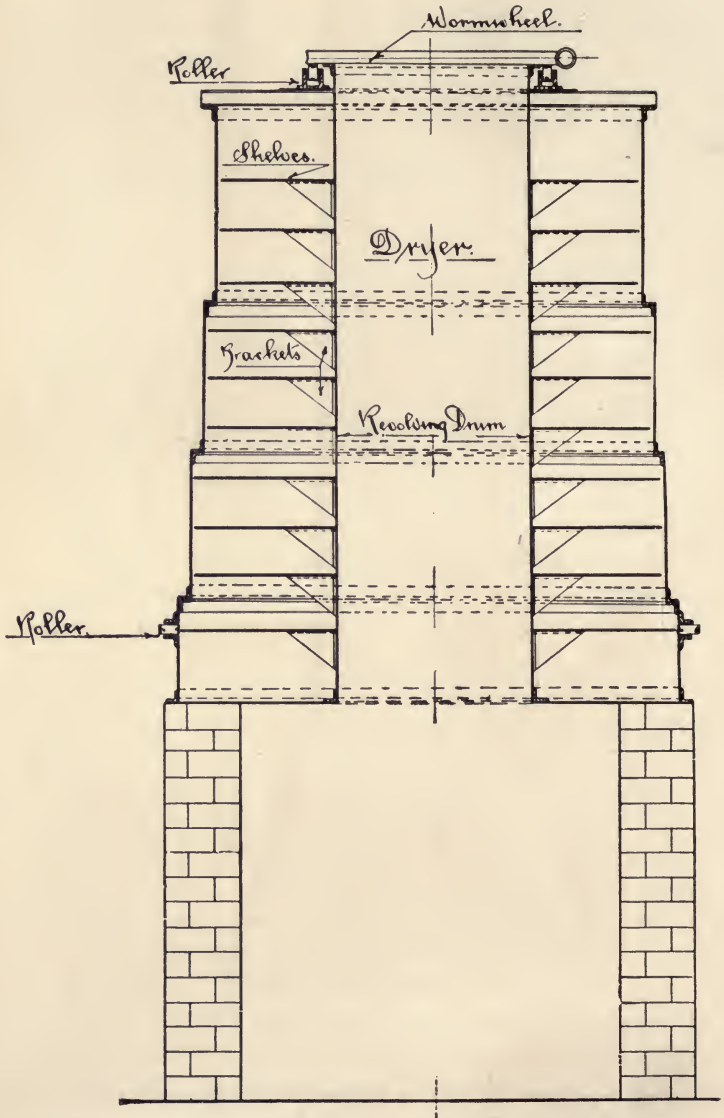 Wormwheel.
Roller
Shelves.
Dryer.
Brackets
Revolving Drum
Roller.